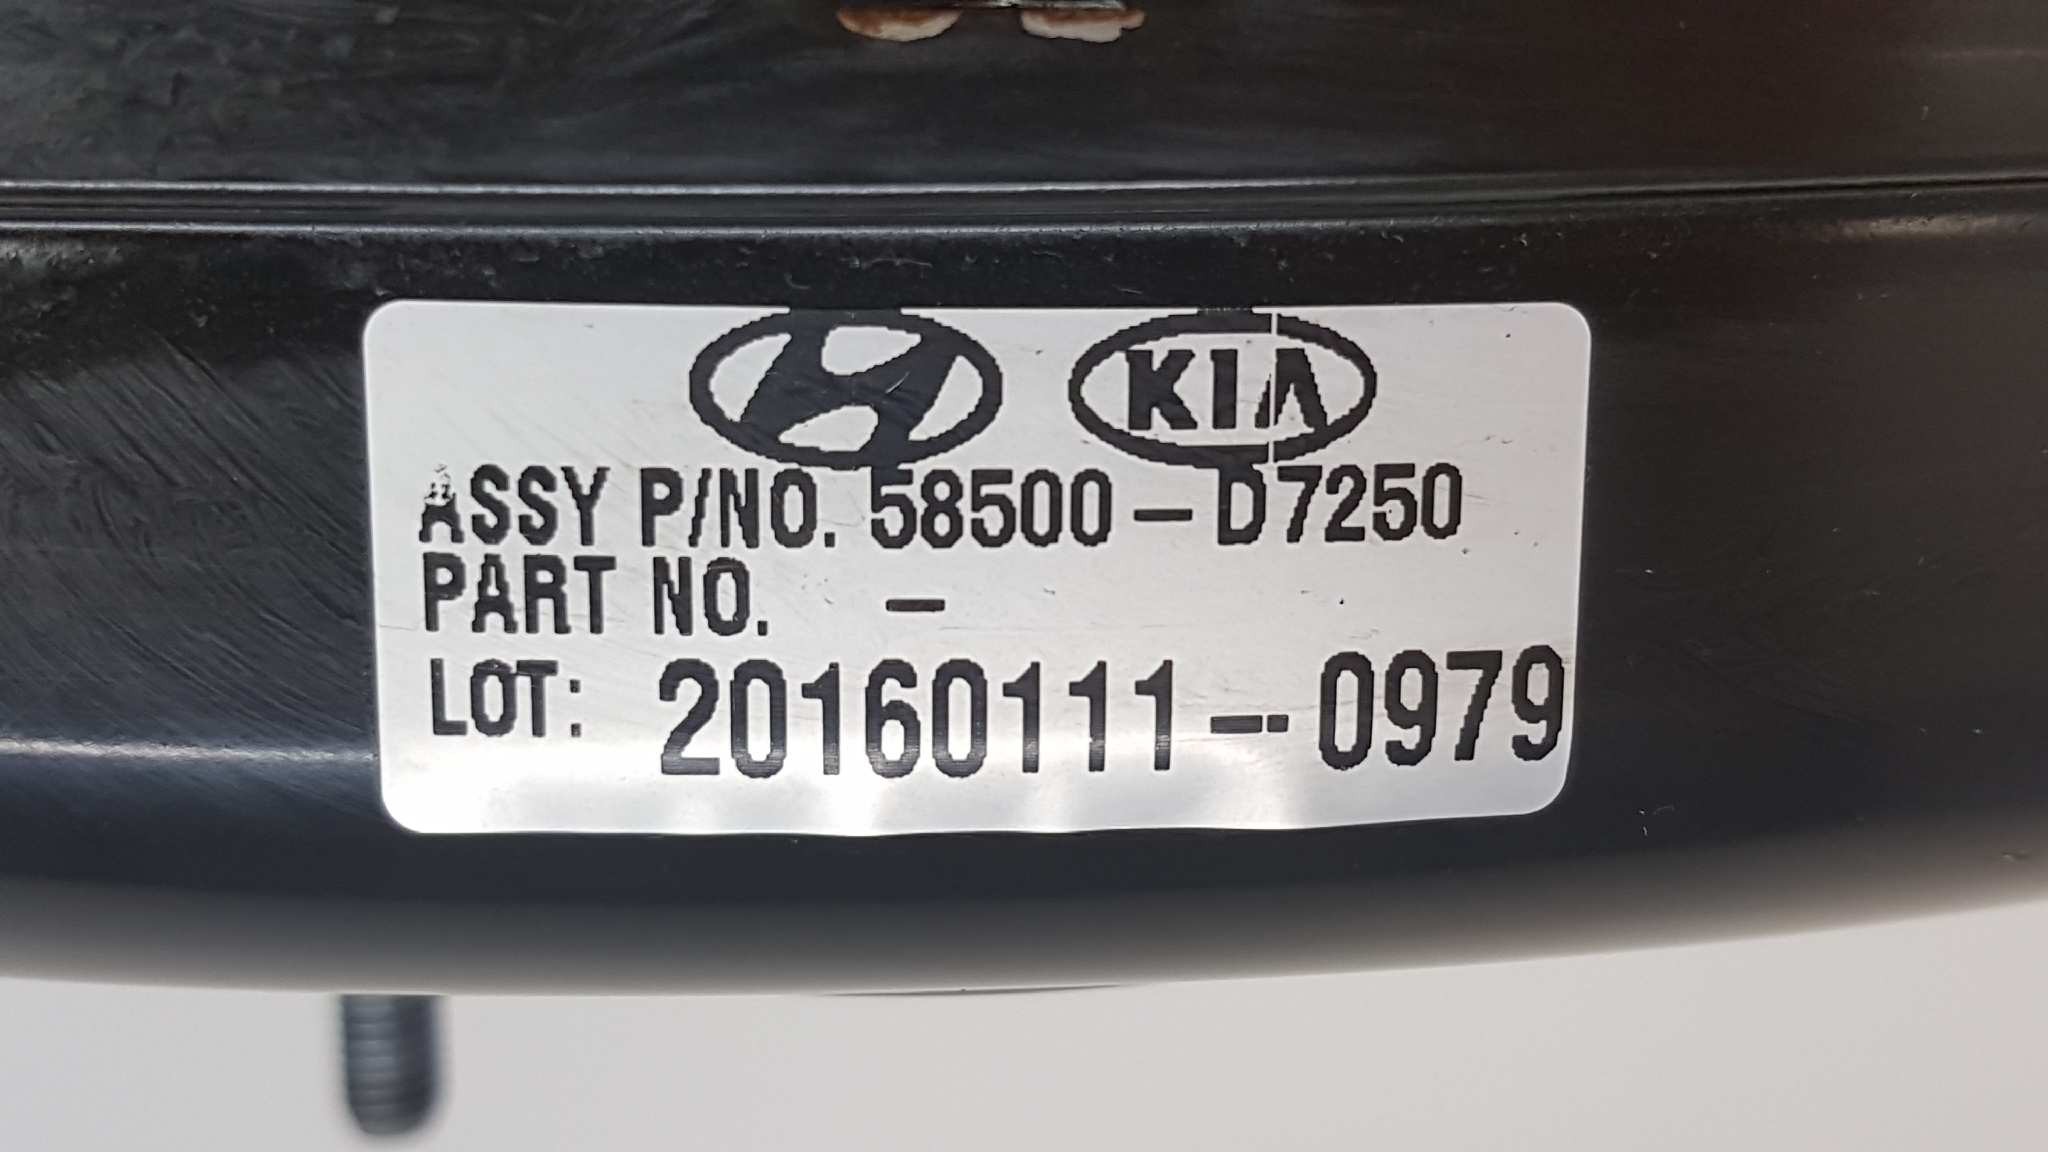 KIA
ASSY P/NO. 58500-D7250
PART NO. -
LOT: 20160111--0979